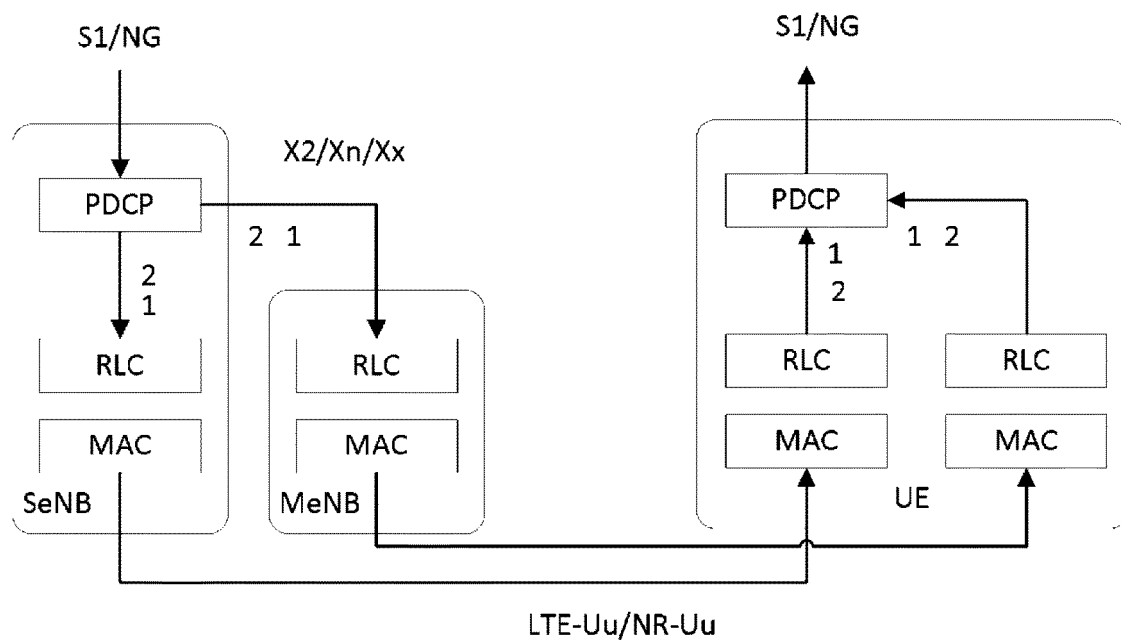 S1/NG
S1/NG
X2/Xn/Xx
PDCP
PDCP
2 1
1 2
2
1
1
2
RLC
RLC
RLC
RLC
MAC
MAC
MAC
MAC
SeNB
MeNB
UE
LTE-Uu/NR-Uu